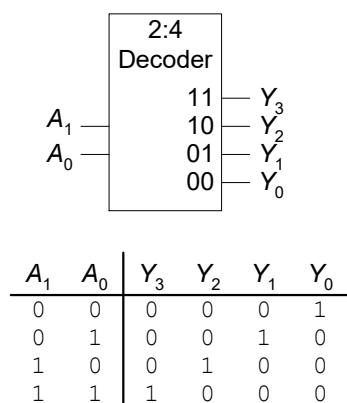 2:4
Decoder
11 Y₃
A₁ 10 Y₂
A₀ 01 Y₁
00 Y₀
A₁ A₀ Y₃ Y₂ Y₁ Y₀
0 0 0 0 0 1
0 1 0 0 1 0
1 0 0 1 0 0
1 1 1 0 0 0